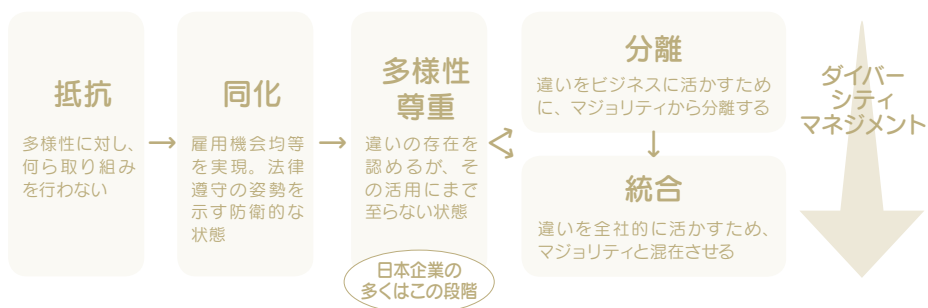 抵抗
多様性に対し、
何ら取り組み
を行わない
→
同化
雇用機会均等
を実現。法律
遵守の姿勢を
示す防衛的な
状態
→
多様性
尊重
違いの存在を
認めるが、そ
の活用にまで
至らない状態
日本企業の
多くはこの段階
分離
違いをビジネスに活かすため
に、マジョリティから分離する
↓
統合
違いを全社的に活かすため、
マジョリティと混在させる
ダイバー
シティ
マネジメント